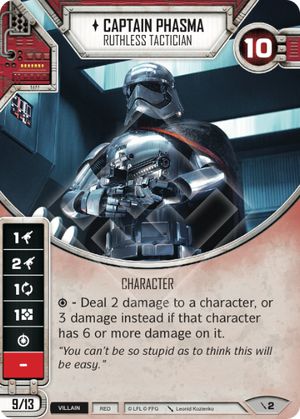 CAPTAIN PHASMA
RUTHLESS TACTICIAN
10
1
2
1
1
-
9/13
CHARACTER
- Deal 2 damage to a character, or
3 damage instead if that character
has 6 or more damage on it.
"You can't be so stupid as to think this will
be easy."
VILLAIN RED © LFL © FFG Leonid Kozienko 2